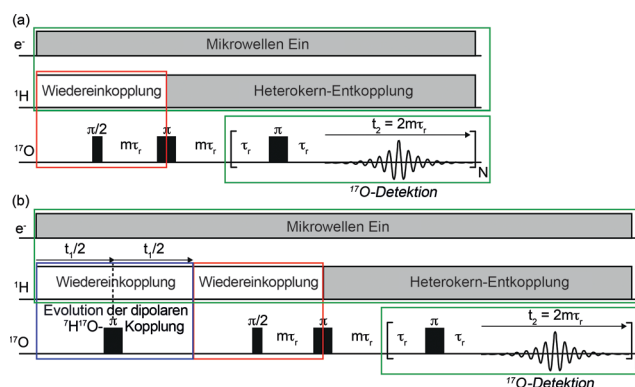 (a)
e-
Mikrowellen Ein
1H
Wiedereinkopplung
Heterokern-Entkopplung
17O
π/2
mτr
π
mτr
τr
π
τr
t2 = 2mτr
N
17O-Detektion
(b)
e-
Mikrowellen Ein
t1/2
t1/2
1H
Wiedereinkopplung
Wiedereinkopplung
Heterokern-Entkopplung
Evolution der dipolaren
7H17O-
Kopplung
17O
π
π/2
mτr
π
mτr
τr
π
τr
t2 = 2mτr
N
17O-Detektion